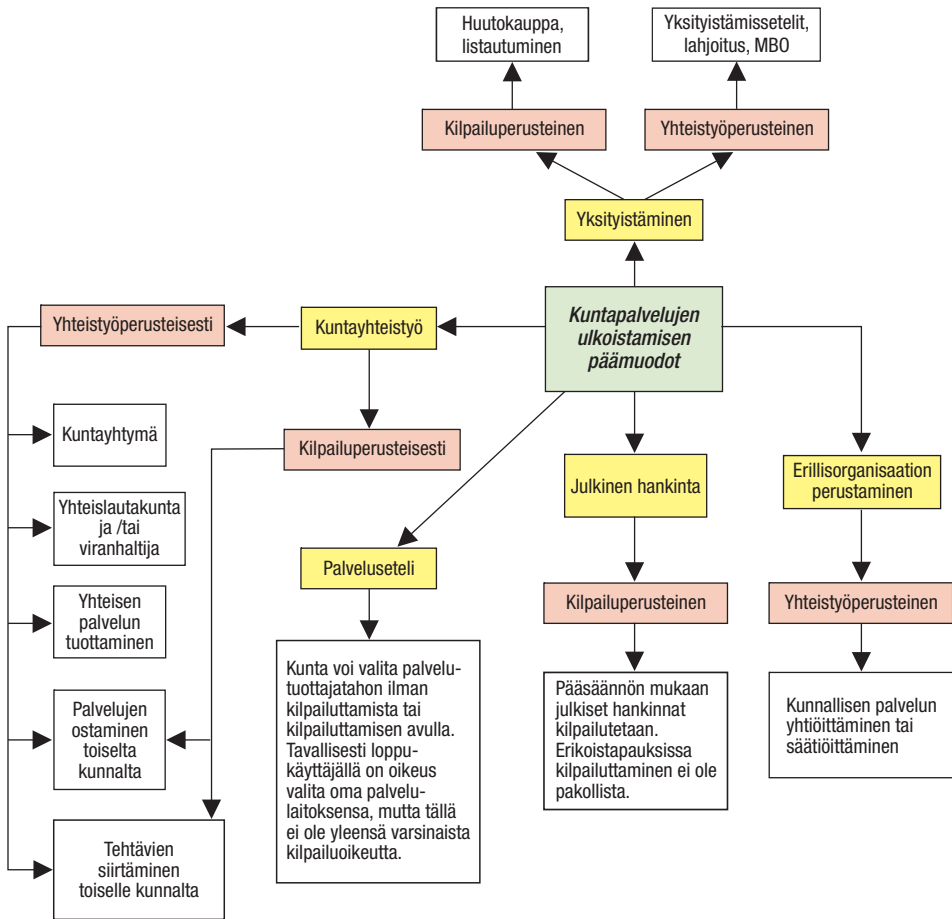 Huutokauppa,
listautuminen
Yksityistämissetelit,
lahjoitus, MBO
Kilpailuperusteinen
Yhteistyöperusteinen
Yksityistäminen
Kuntapalvelujen
ulkoistamisen
päämuodot
Yhteistyöperusteisesti
Kuntayhteistyö
Kuntayhtymä
Kilpailuperusteisesti
Yhteislautakunta
ja /tai
viranhaltija
Yhteisen
palvelun
tuottaminen
Palvelujen
ostaminen
toiselta
kunnalta
Tehtävien
siirtäminen
toiselle kunnalta
Palveluseteli
Kunta voi valita palvelu-
tuottajatahon ilman
kilpailuttamista tai
kilpailuttamisen avulla.
Tavallisesti loppu-
käyttäjällä on oikeus
valita oma palvelu-
laitoksensa, mutta tällä
ei ole yleensä varsinaista
kilpailuoikeutta.
Julkinen hankinta
Kilpailuperusteinen
Pääsäännön mukaan
julkiset hankinnat
kilpailutetaan.
Erikoistapauksissa
kilpailuttaminen ei ole
pakollista.
Erillisorganisaation
perustaminen
Yhteistyöperusteinen
Kunnallisen palvelun
yhtiöittäminen tai
säätiöittäminen